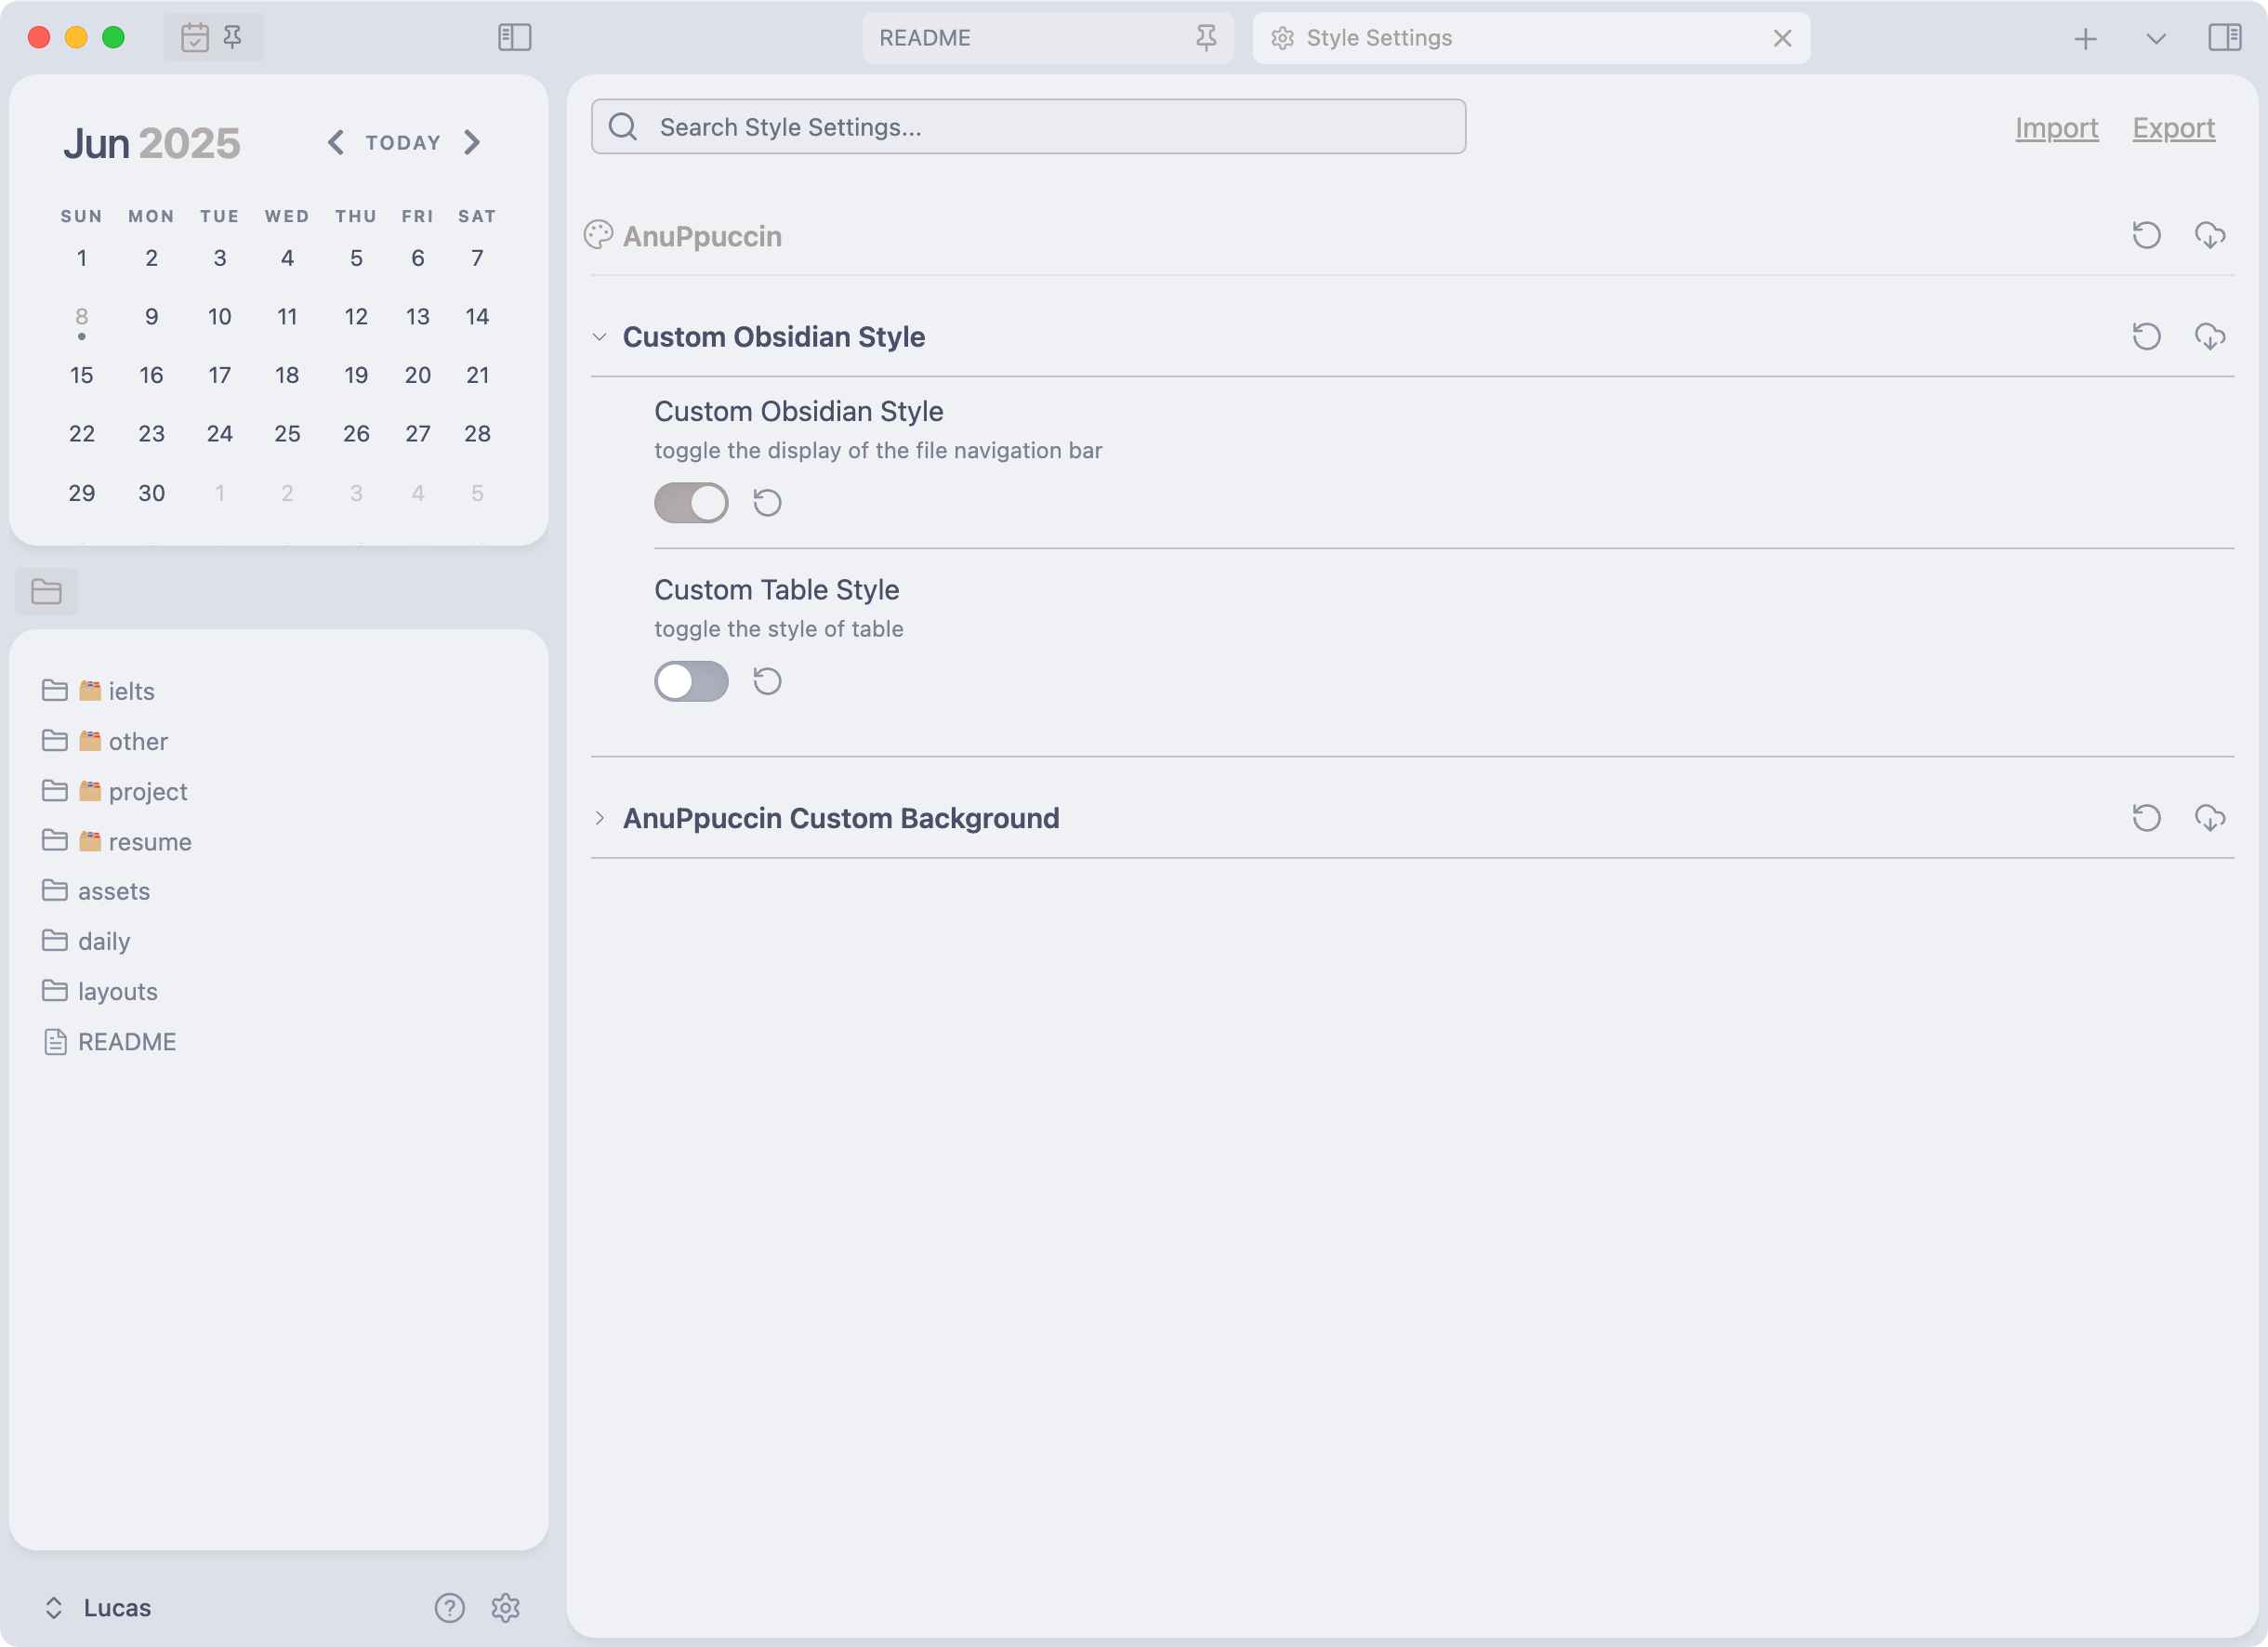 README
Style Settings
Jun 2025
TODAY
SUN MON TUE WED THU FRI SAT
1 2 3 4 5 6 7
8 9 10 11 12 13 14
15 16 17 18 19 20 21
22 23 24 25 26 27 28
29 30 1 2 3 4 5
ielts
other
project
resume
assets
daily
layouts
README
Lucas
Search Style Settings...
Import Export
AnuPpuccin
Custom Obsidian Style
Custom Obsidian Style
toggle the display of the file navigation bar
Custom Table Style
toggle the style of table
AnuPpuccin Custom Background